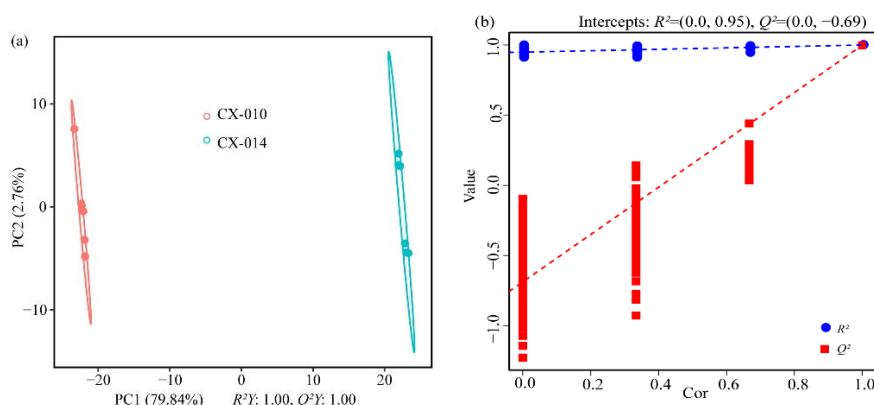 (a)
CX-010
CX-014
PC2 (2.76%)
10
0
−10
−20
−10
0
10
20
PC1 (79.84%)
R²Y: 1.00, Q²Y: 1.00
(b)
Intercepts: R²=(0.0, 0.95), Q²=(0.0, −0.69)
Value
1.0
0.5
0.0
−0.5
−1.0
R²
Q²
0.0
0.2
0.4
0.6
0.8
1.0
Cor